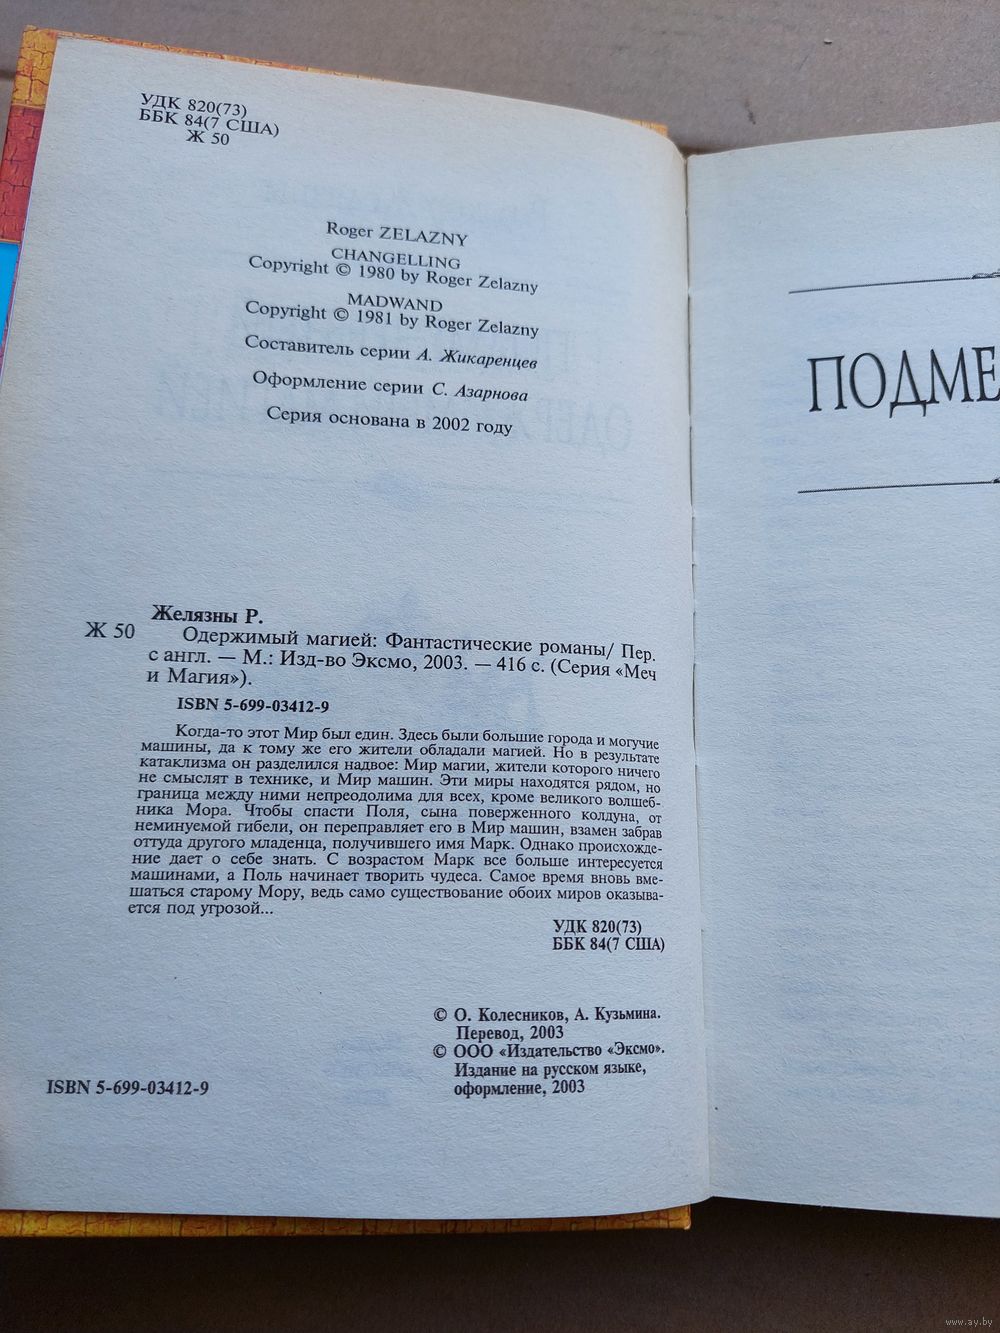 УДК 820(73)
ББК 84(7 США)
Ж 50
Roger ZELAZNY
CHANGELLING
Copyright © 1980 by Roger Zelazny
MADWAND
Copyright © 1981 by Roger Zelazny
Составитель серии А. Жикаренцев
Оформление серии С. Азарнова
Серия основана в 2002 году
Желязны Р.
Ж 50
Одержимый магией: Фантастические романы/ Пер.
с англ. — М.: Изд-во Эксмо, 2003. — 416 с. (Серия «Меч
и Магия»).
ISBN 5-699-03412-9
Когда-то этот Мир был един. Здесь были большие города и могучие
машины, да к тому же его жители обладали магией. Но в результате
катаклизма он разделился надвое: Мир магии, жители которого ничего
не смыслят в технике, и Мир машин. Эти миры находятся рядом, но
граница между ними непреодолима для всех, кроме великого волшеб-
ника Мора. Чтобы спасти Поля, сына поверженного колдуна, от
неминуемой гибели, он переправляет его в Мир машин, взамен забрав
оттуда другого младенца, получившего имя Марк. Однако происхожде-
ние дает о себе знать. С возрастом Марк все больше интересуется
машинами, а Поль начинает творить чудеса. Самое время вновь вме-
шаться старому Мору, ведь само существование обоих миров оказыва-
ется под угрозой...
УДК 820(73)
ББК 84(7 США)
© О. Колесников, А. Кузьмина.
Перевод, 2003
© ООО «Издательство «Эксмо».
Издание на русском языке,
оформление, 2003
ISBN 5-699-03412-9
ПОДМЕ
www.ay.by